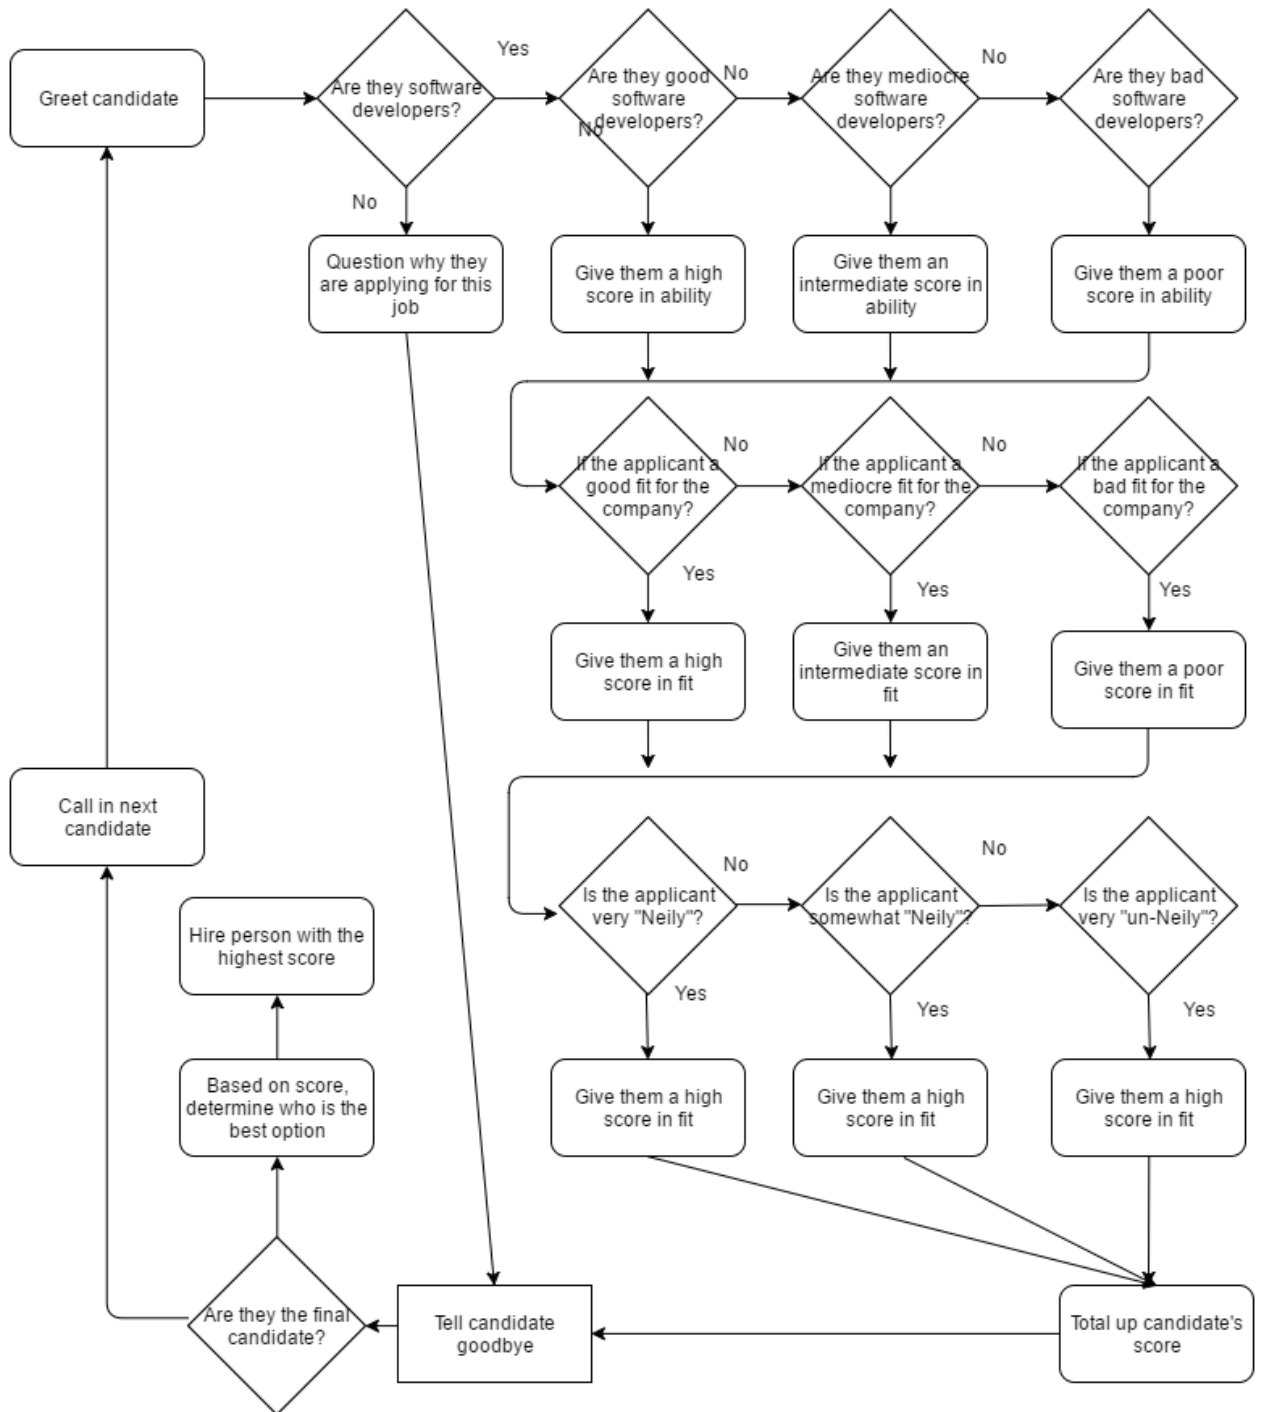 Yes
No
No
Greet candidate
Are they software
developers?
Are they good
software
developers?
No
Are they mediocre
software
developers?
Are they bad
software
developers?
No
Question why they
are applying for this
job
Give them a high
score in ability
Give them an
intermediate score in
ability
Give them a poor
score in ability
No
No
If the applicant a
good fit for the
company?
If the applicant a
mediocre fit for the
company?
If the applicant a
bad fit for the
company?
Yes
Yes
Yes
Give them a high
score in fit
Give them an
intermediate score in
fit
Give them a poor
score in fit
Call in next
candidate
No
No
Is the applicant
very "Neily"?
Is the applicant
somewhat "Neily"?
Is the applicant
very "un-Neily"?
Hire person with the
highest score
Yes
Yes
Yes
Based on score,
determine who is the
best option
Give them a high
score in fit
Give them a high
score in fit
Give them a high
score in fit
Are they the final
candidate?
Tell candidate
goodbye
Total up candidate's
score